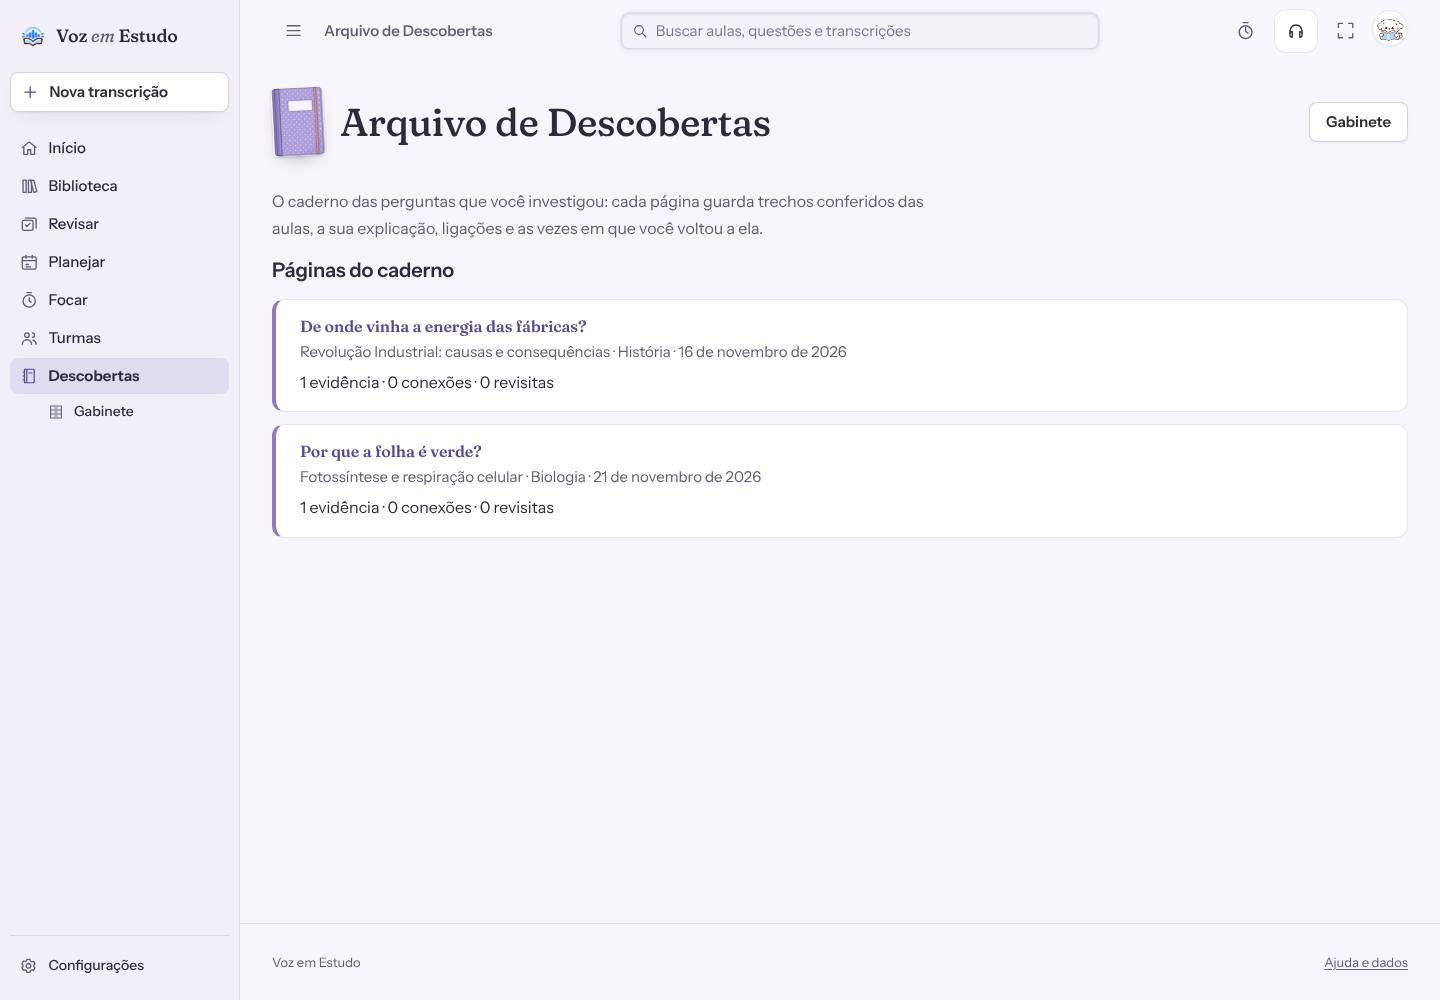 Voz em Estudo
Nova transcrição
Início
Biblioteca
Revisar
Planejar
Focar
Turmas
Descobertas
Gabinete
Configurações
Arquivo de Descobertas
Buscar aulas, questões e transcrições
Arquivo de Descobertas
Gabinete
O caderno das perguntas que você investigou: cada página guarda trechos conferidos das
aulas, a sua explicação, ligações e as vezes em que você voltou a ela.
Páginas do caderno
De onde vinha a energia das fábricas?
Revolução Industrial: causas e consequências · História · 16 de novembro de 2026
1 evidência · 0 conexões · 0 revisitas
Por que a folha é verde?
Fotossíntese e respiração celular · Biologia · 21 de novembro de 2026
1 evidência · 0 conexões · 0 revisitas
Voz em Estudo
Ajuda e dados